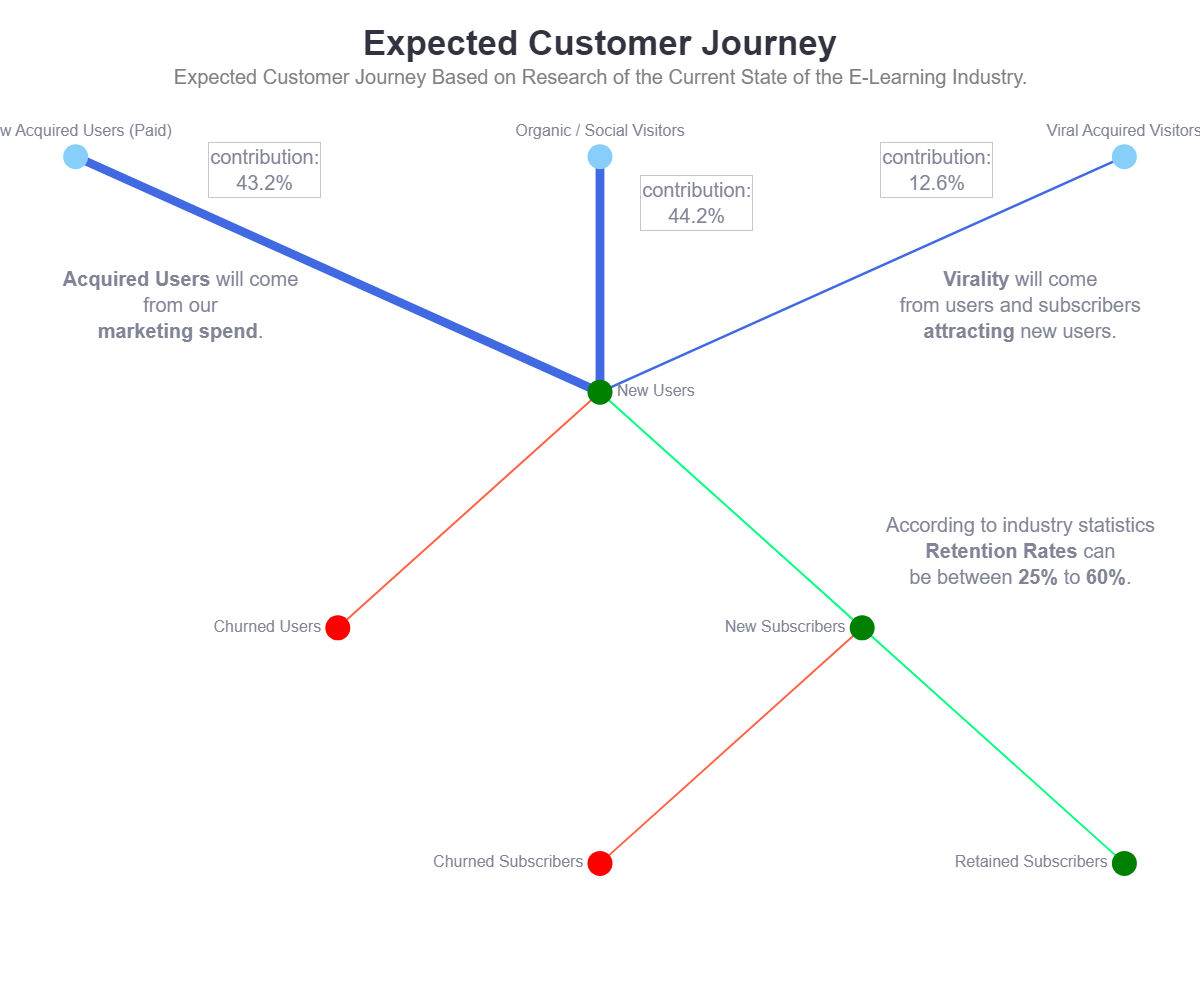 Expected Customer Journey
Expected Customer Journey Based on Research of the Current State of the E-Learning Industry.
w Acquired Users (Paid)
Organic / Social Visitors
Viral Acquired Visitors
contribution:
43.2%
contribution:
44.2%
contribution:
12.6%
Acquired Users will come
from our
marketing spend.
Virality will come
from users and subscribers
attracting new users.
New Users
According to industry statistics
Retention Rates can
be between 25% to 60%.
Churned Users
New Subscribers
Churned Subscribers
Retained Subscribers